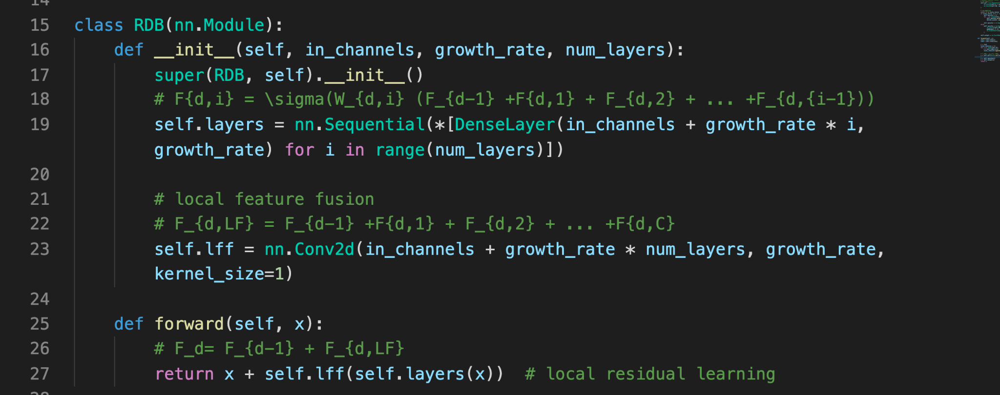 14
15 class RDB(nn.Module):
16 def __init__(self, in_channels, growth_rate, num_layers):
17 super(RDB, self).__init__()
18 # F{d,i} = \sigma(W_{d,i} (F_{d-1} +F{d,1} + F_{d,2} + ... +F_{d,{i-1}))
19 self.layers = nn.Sequential(*[DenseLayer(in_channels + growth_rate * i,
growth_rate) for i in range(num_layers)])
20
21 # local feature fusion
22 # F_{d,LF} = F_{d-1} +F{d,1} + F_{d,2} + ... +F{d,C}
23 self.lff = nn.Conv2d(in_channels + growth_rate * num_layers, growth_rate,
kernel_size=1)
24
25 def forward(self, x):
26 # F_d= F_{d-1} + F_{d,LF}
27 return x + self.lff(self.layers(x)) # local residual learning
28